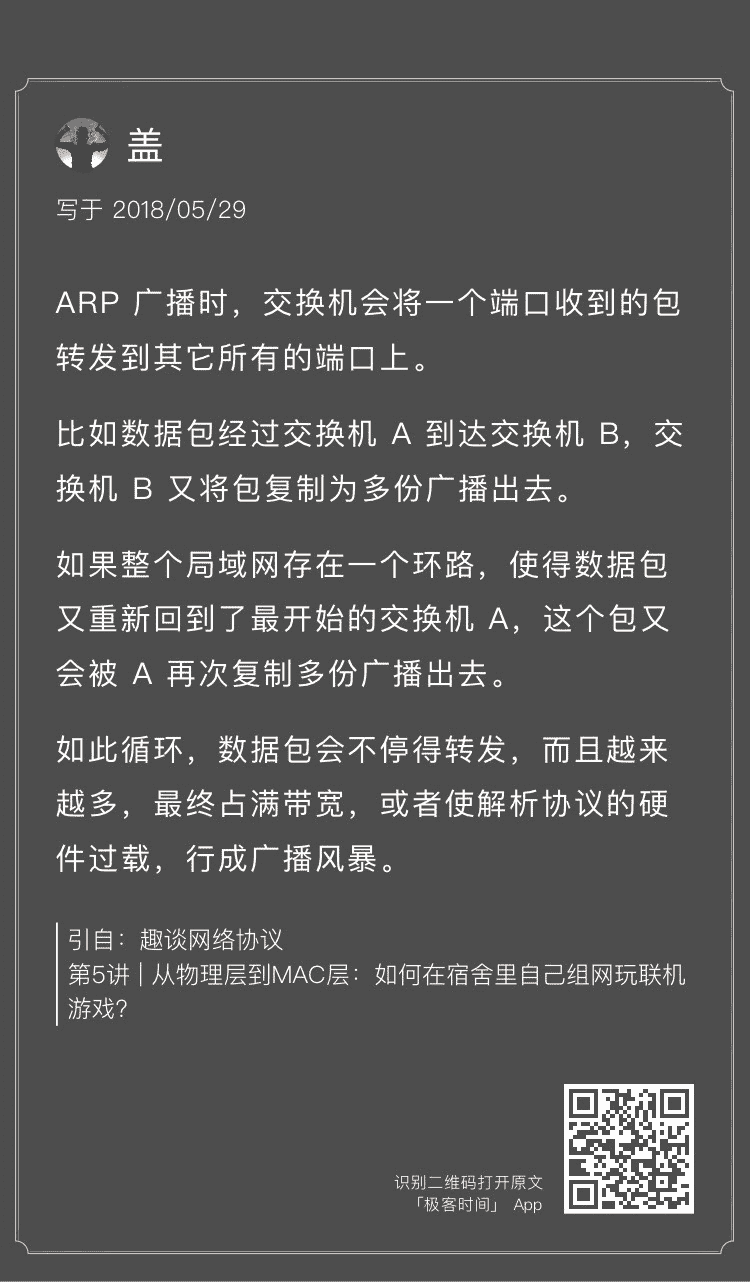 盖
写于 2018/05/29
ARP 广播时，交换机会将一个端口收到的包
转发到其它所有的端口上。
比如数据包经过交换机 A 到达交换机 B，交
换机 B 又将包复制为多份广播出去。
如果整个局域网存在一个环路，使得数据包
又重新回到了最开始的交换机 A，这个包又
会被 A 再次复制多份广播出去。
如此循环，数据包会不停得转发，而且越来
越多，最终占满带宽，或者使解析协议的硬
件过载，行成广播风暴。
引自：趣谈网络协议
第5讲 | 从物理层到MAC层：如何在宿舍里自己组网玩联机
游戏？
识别二维码打开原文
「极客时间」 App